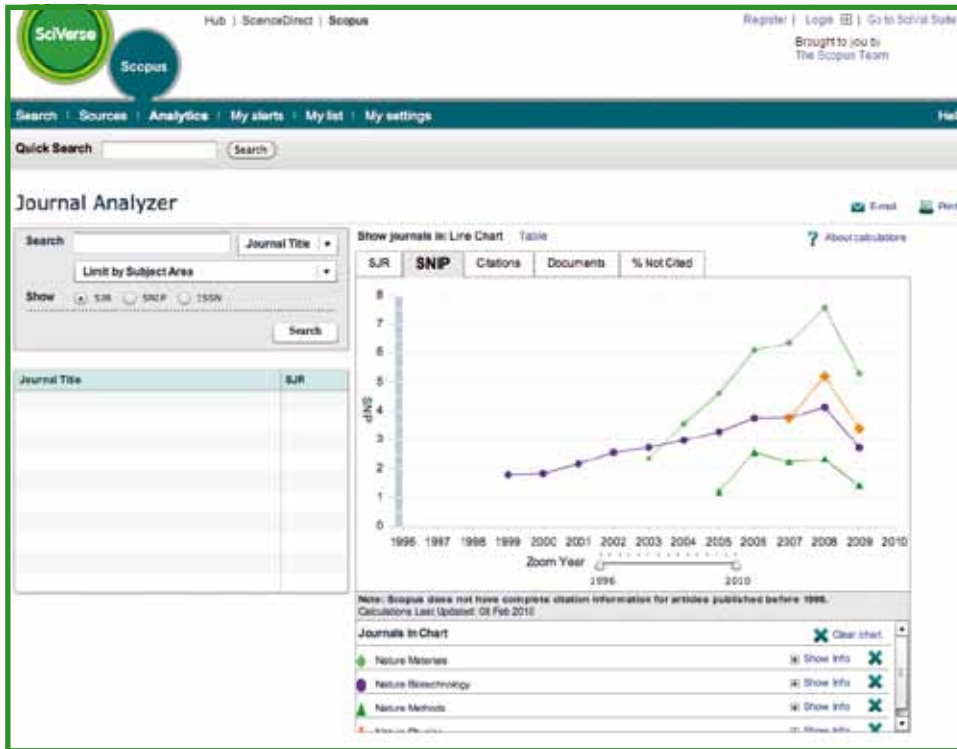 SciVerse
Scopus
Hub | ScienceDirect | Scopus
Register | Login | Go to SciVal Suite
Brought to you by
The Scopus Team
Search | Sources | Analytics | My alerts | My list | My settings
Quick Search
Search
Journal Analyzer
E-mail
Print
Search
Journal Title
Limit by Subject Area
Show SJR SNIP ISSN
Search
Journal Title SJR
Show journals in: Line Chart Table
? About calculations
SJR SNIP Citations Documents % Not Cited
8
7
6
5
4
3
2
1
0
SNIP
1996 1997 1998 1999 2000 2001 2002 2003 2004 2005 2006 2007 2008 2009 2010
Zoom Year
1996 2010
Note: Scopus does not have complete citation information for articles published before 1996.
Calculations Last Updated: 08 Feb 2010
Journals in Chart
Clear chart
Nature Materials Show Info
Nature Biotechnology Show Info
Nature Methods Show Info